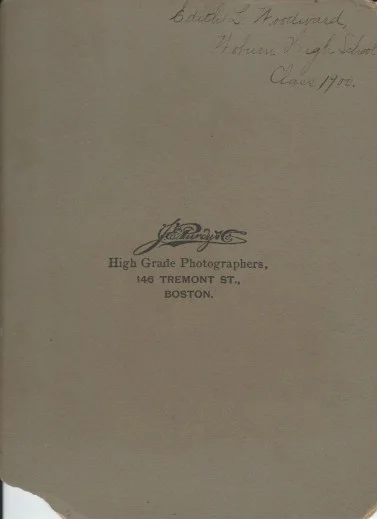 Edith L Woodward,
Woburn High School
Class 1900.
J.E. Purdy & Co
High Grade Photographers,
146 TREMONT ST.,
BOSTON.